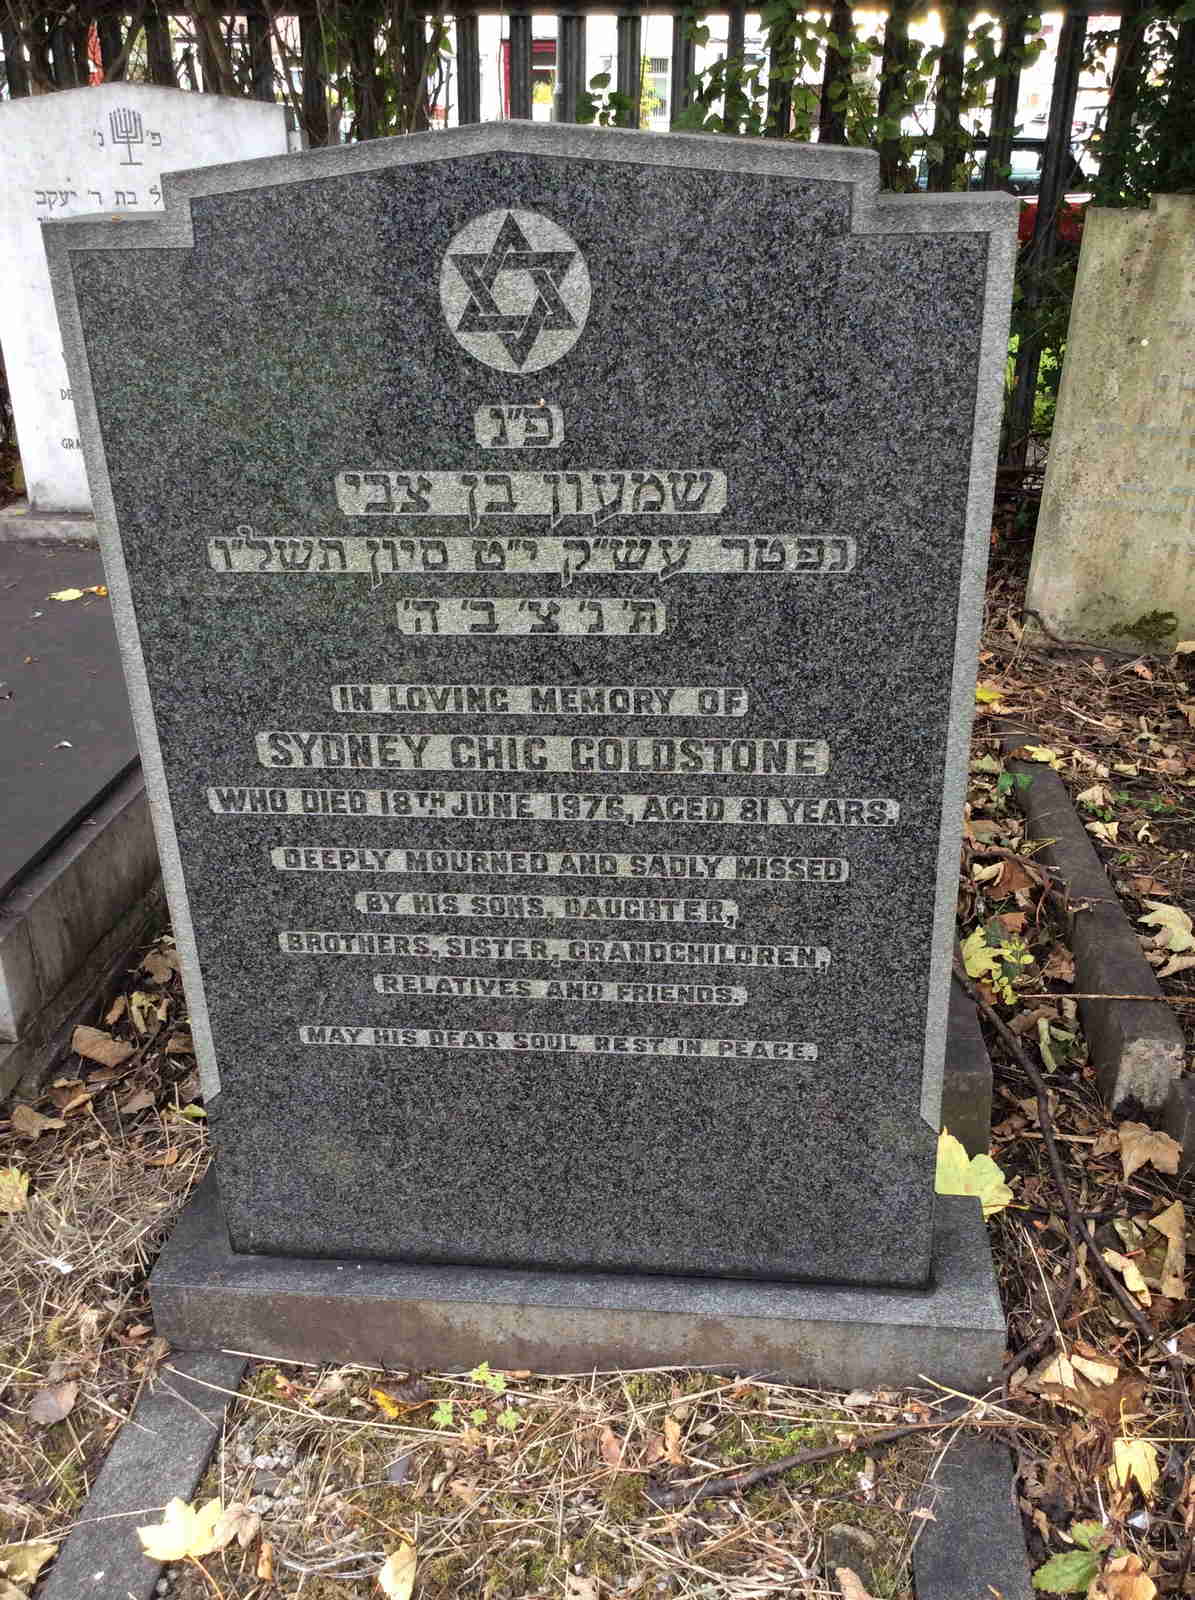 פ"נ
שמעון בן צבי
נפטר עש"ק י"ט סיון תשל"ו
ת' נ' צ' ב' ה'
IN LOVING MEMORY OF
SYDNEY CHIC GOLDSTONE
WHO DIED 18TH JUNE 1976, AGED 81 YEARS.
DEEPLY MOURNED AND SADLY MISSED
BY HIS SONS, DAUGHTER,
BROTHERS, SISTER, GRANDCHILDREN,
RELATIVES AND FRIENDS.
MAY HIS DEAR SOUL REST IN PEACE.
פ' נ'
ל בת ר' יעקב